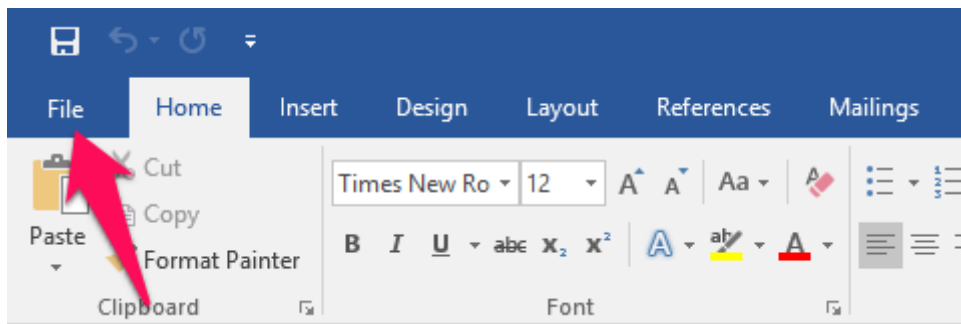 File Home Insert Design Layout References Mailings
Cut
Times New Ro 12 A A Aa
Copy
Paste
B I U abc X₂ X² A ab A
Format Painter
Clipboard Font